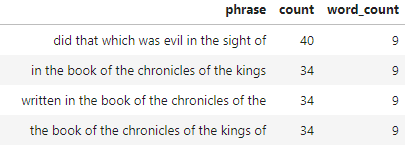 phrase count word_count
did that which was evil in the sight of 40 9
in the book of the chronicles of the kings 34 9
written in the book of the chronicles of the 34 9
the book of the chronicles of the kings of 34 9